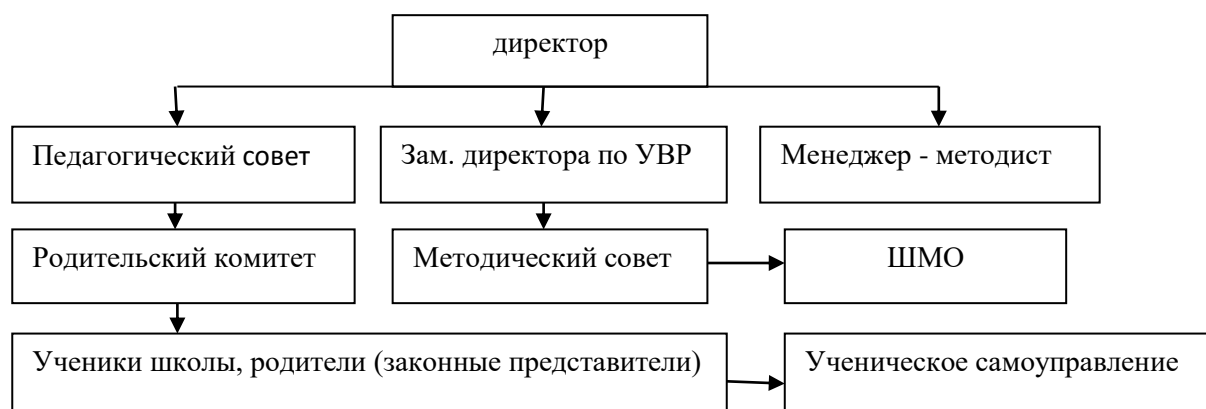 директор
Педагогический совет
Зам. директора по УВР
Менеджер - методист
Родительский комитет
Методический совет
ШМО
Ученики школы, родители (законные представители)
Ученическое самоуправление